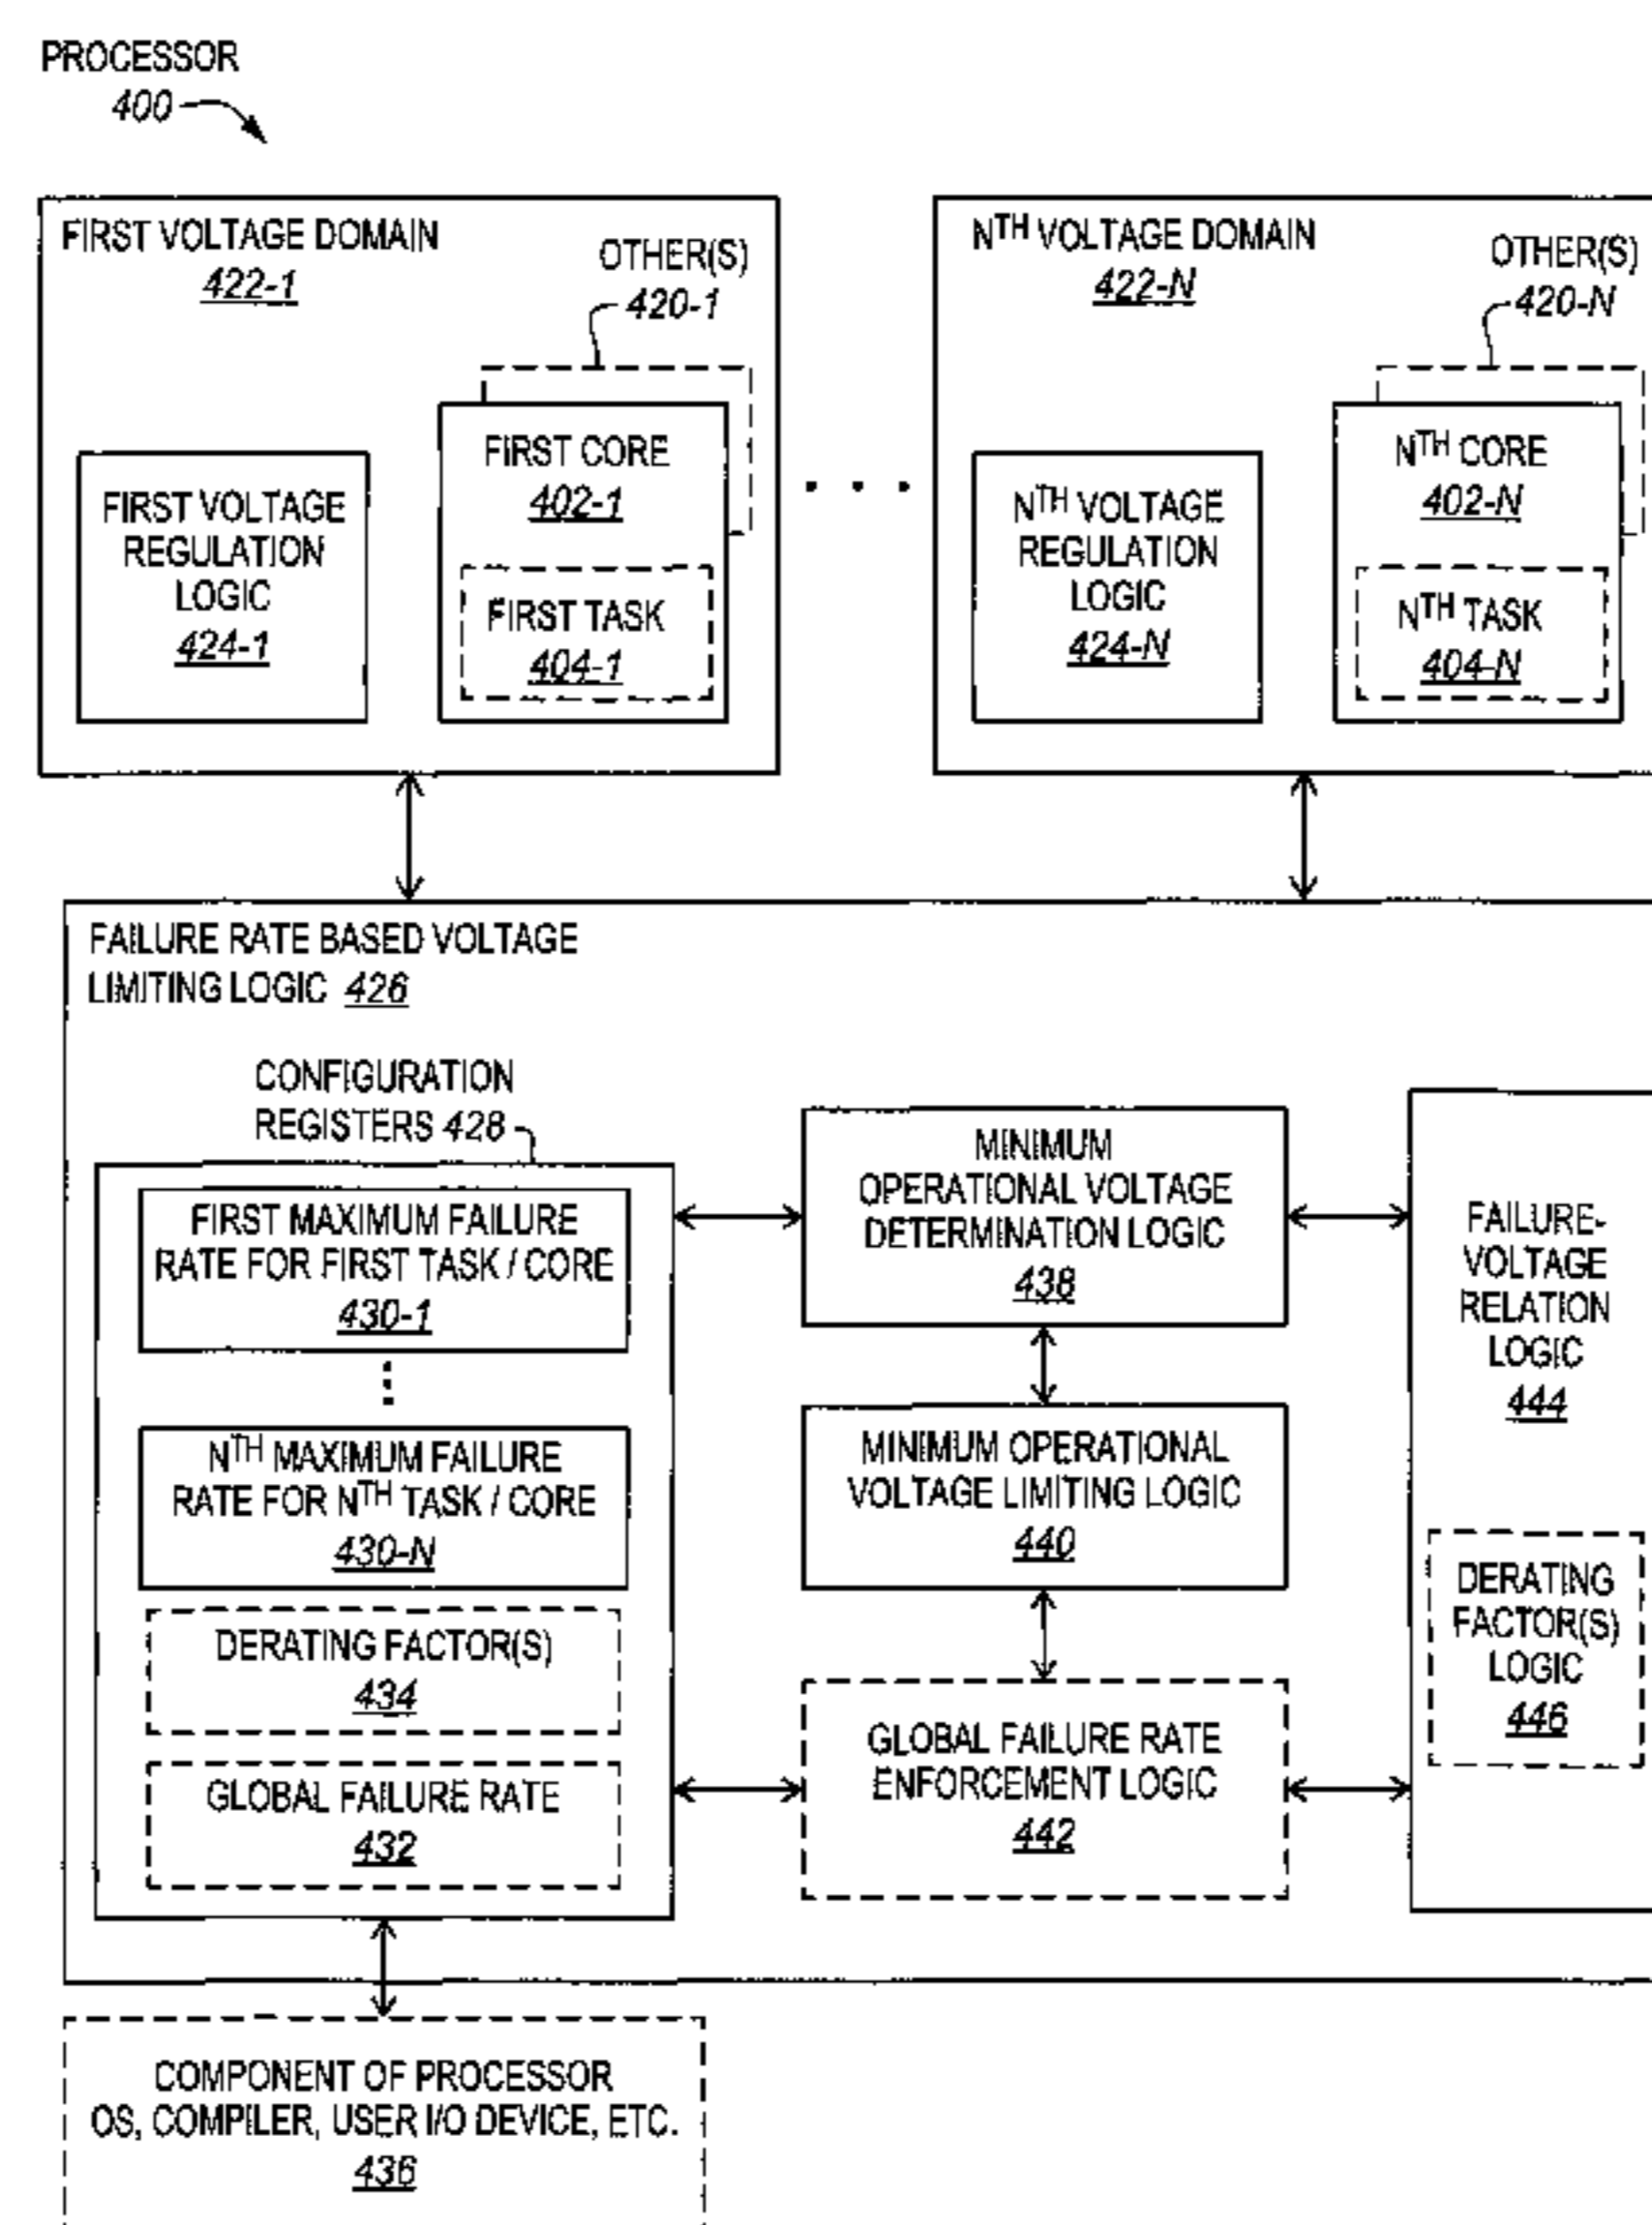 PROCESSOR
400
FIRST VOLTAGE DOMAIN
422-1
OTHER(S)
420-1
FIRST VOLTAGE
REGULATION
LOGIC
424-1
FIRST CORE
402-1
FIRST TASK
404-1
. . .
NTH VOLTAGE DOMAIN
422-N
OTHER(S)
420-N
NTH VOLTAGE
REGULATION
LOGIC
424-N
NTH CORE
402-N
NTH TASK
404-N
FAILURE RATE BASED VOLTAGE
LIMITING LOGIC 426
CONFIGURATION
REGISTERS 428
FIRST MAXIMUM FAILURE
RATE FOR FIRST TASK / CORE
430-1
NTH MAXIMUM FAILURE
RATE FOR NTH TASK / CORE
430-N
DERATING FACTOR(S)
434
GLOBAL FAILURE RATE
432
MINIMUM
OPERATIONAL VOLTAGE
DETERMINATION LOGIC
438
MINIMUM OPERATIONAL
VOLTAGE LIMITING LOGIC
440
GLOBAL FAILURE RATE
ENFORCEMENT LOGIC
442
FAILURE-
VOLTAGE
RELATION
LOGIC
444
DERATING
FACTOR(S)
LOGIC
446
COMPONENT OF PROCESSOR
OS, COMPILER, USER I/O DEVICE, ETC.
436